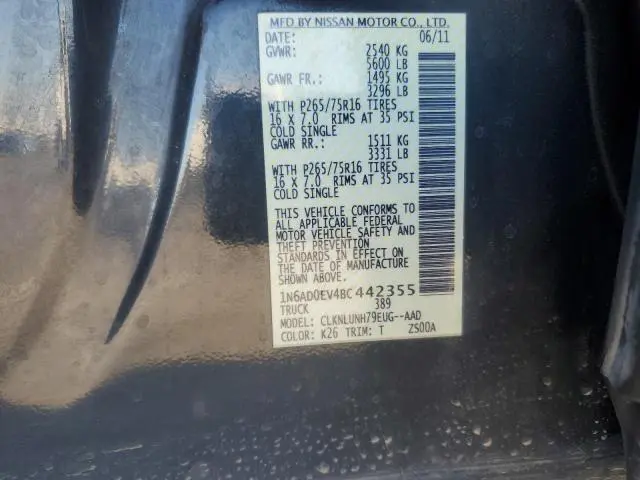 MFD BY NISSAN MOTOR CO., LTD.
DATE: 06/11
GVWR: 2540 KG
5600 LB
GAWR FR.: 1495 KG
3296 LB
WITH P265/75R16 TIRES
16 X 7.0 RIMS AT 35 PSI
COLD SINGLE
GAWR RR.: 1511 KG
3331 LB
WITH P265/75R16 TIRES
16 X 7.0 RIMS AT 35 PSI
COLD SINGLE
THIS VEHICLE CONFORMS TO
ALL APPLICABLE FEDERAL
MOTOR VEHICLE SAFETY AND
THEFT PREVENTION
STANDARDS IN EFFECT ON
THE DATE OF MANUFACTURE
SHOWN ABOVE.
1N6AD0EV4BC442355
TRUCK 389
MODEL: CLKNLUNH79EUG--AAD
COLOR: K26 TRIM: T ZS00A